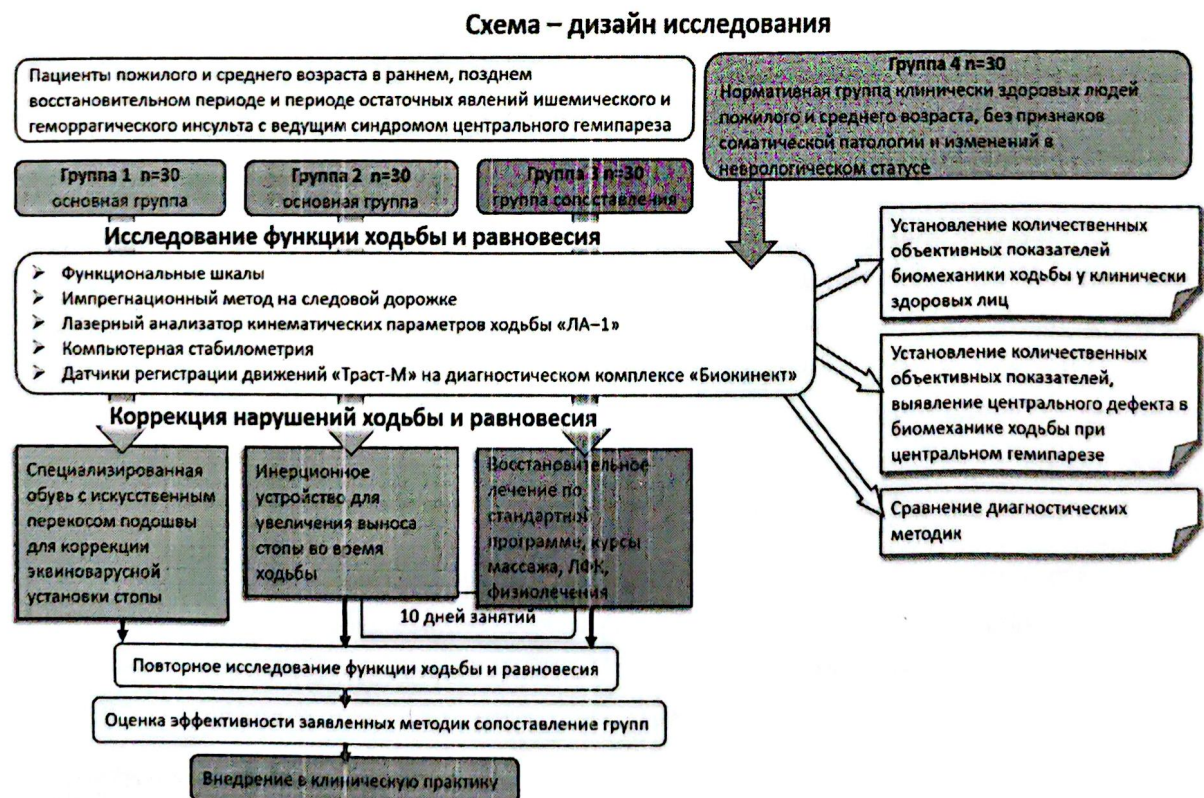 Схема – дизайн исследования
Пациенты пожилого и среднего возраста в раннем, позднем
восстановительном периоде и периоде остаточных явлений ишемического и
геморрагического инсульта с ведущим синдромом центрального гемипареза
Группа 4 n=30
Нормативная группа клинически здоровых людей
пожилого и среднего возраста, без признаков
соматической патологии и изменений в
неврологическом статусе
Группа 1 n=30
основная группа
Группа 2 n=30
основная группа
Группа 3 n=30
группа сопоставления
Исследование функции ходьбы и равновесия
➢ Функциональные шкалы
➢ Импрегнационный метод на следовой дорожке
➢ Лазерный анализатор кинематических параметров ходьбы «ЛА–1»
➢ Компьютерная стабилометрия
➢ Датчики регистрации движений «Траст-М» на диагностическом комплексе «Биокинект»
Установление количественных
объективных показателей
биомеханики ходьбы у клинически
здоровых лиц
Установление количественных
объективных показателей,
выявление центрального дефекта в
биомеханике ходьбы при
центральном гемипарезе
Сравнение диагностических
методик
Коррекция нарушений ходьбы и равновесия
Специализированная
обувь с искусственным
перекосом подошвы
для коррекции
эквиноварусной
установки стопы
Инерционное
устройство для
увеличения выноса
стопы во время
ходьбы
Восстановительное
лечение по
стандартной
программе, курсы
массажа, ЛФК,
физиолечения
10 дней занятий
Повторное исследование функции ходьбы и равновесия
Оценка эффективности заявленных методик сопоставление групп
Внедрение в клиническую практику